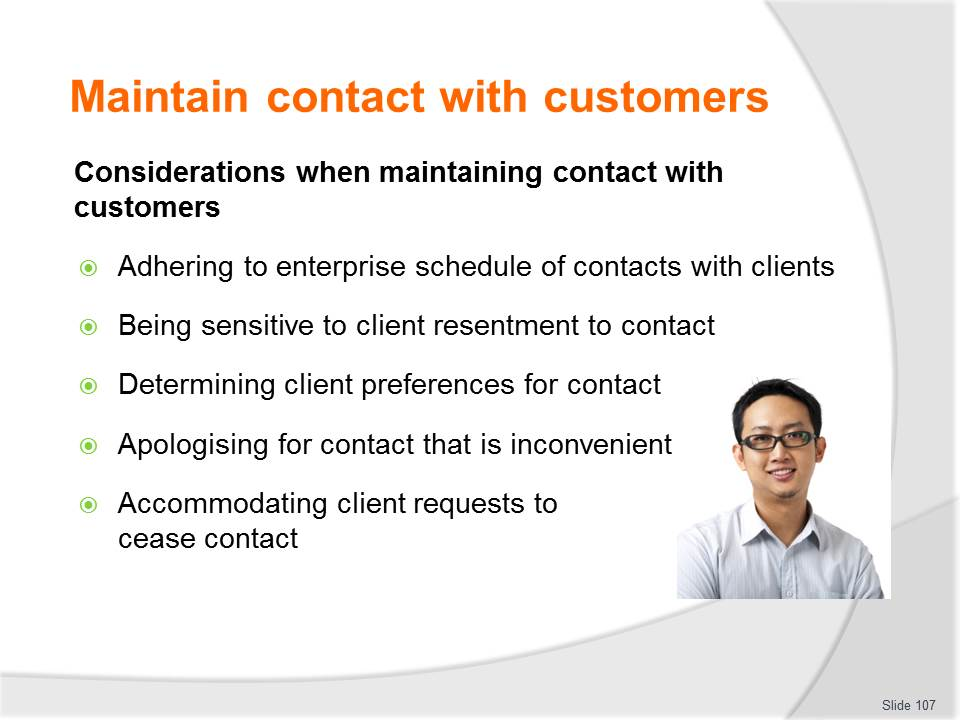 Maintain contact with customers
Considerations when maintaining contact with
customers
Adhering to enterprise schedule of contacts with clients
Being sensitive to client resentment to contact
Determining client preferences for contact
Apologising for contact that is inconvenient
Accommodating client requests to
cease contact
Slide 107